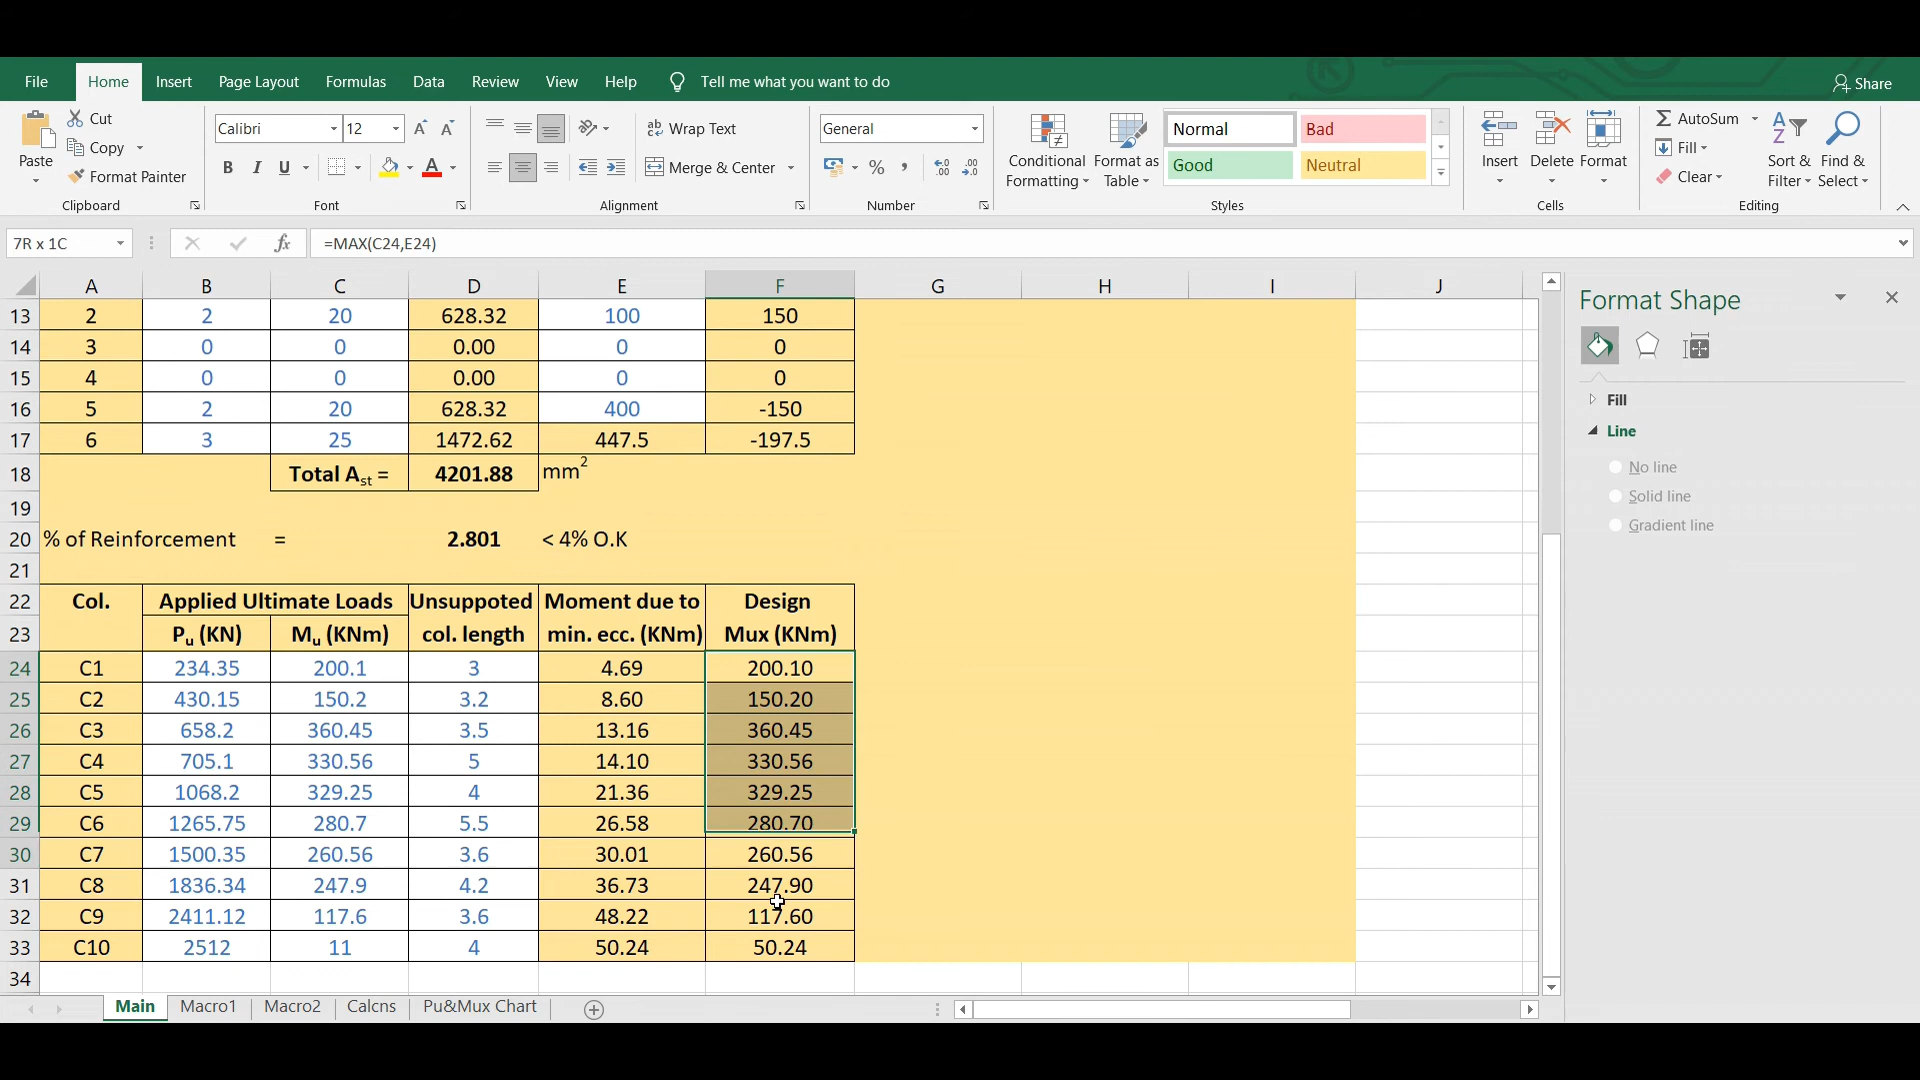 File Home Insert Page Layout Formulas Data Review View Help Tell me what you want to do Share
Paste Cut Copy Format Painter Clipboard
Calibri 12 A A B I U A Font
ab Wrap Text Merge & Center Alignment
General % , .00 Number
Conditional Formatting Format as Table Normal Bad Good Neutral Styles
Insert Delete Format Cells
AutoSum Fill Clear Sort & Filter Find & Select Editing
7R x 1C fx =MAX(C24,E24)
A B C D E F G H I J
13 2 2 20 628.32 100 150
14 3 0 0 0.00 0 0
15 4 0 0 0.00 0 0
16 5 2 20 628.32 400 -150
17 6 3 25 1472.62 447.5 -197.5
18 Total Ast = 4201.88 mm2
19
20 % of Reinforcement = 2.801 < 4% O.K
21
22 Col. Applied Ultimate Loads Unsuppoted Moment due to Design
23 Pu (KN) Mu (KNm) col. length min. ecc. (KNm) Mux (KNm)
24 C1 234.35 200.1 3 4.69 200.10
25 C2 430.15 150.2 3.2 8.60 150.20
26 C3 658.2 360.45 3.5 13.16 360.45
27 C4 705.1 330.56 5 14.10 330.56
28 C5 1068.2 329.25 4 21.36 329.25
29 C6 1265.75 280.7 5.5 26.58 280.70
30 C7 1500.35 260.56 3.6 30.01 260.56
31 C8 1836.34 247.9 4.2 36.73 247.90
32 C9 2411.12 117.6 3.6 48.22 117.60
33 C10 2512 11 4 50.24 50.24
34
Main Macro1 Macro2 Calcns Pu&Mux Chart
Format Shape
Fill
Line
No line
Solid line
Gradient line